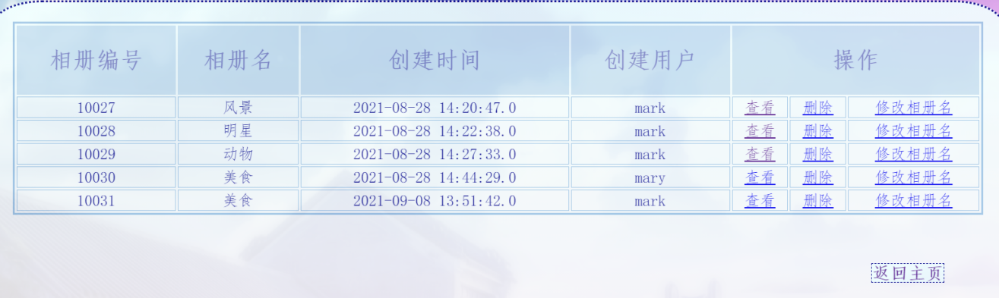 相册编号 相册名 创建时间 创建用户 操作
10027 风景 2021-08-28 14:20:47.0 mark 查看 删除 修改相册名
10028 明星 2021-08-28 14:22:38.0 mark 查看 删除 修改相册名
10029 动物 2021-08-28 14:27:33.0 mark 查看 删除 修改相册名
10030 美食 2021-08-28 14:44:29.0 mary 查看 删除 修改相册名
10031 美食 2021-09-08 13:51:42.0 mark 查看 删除 修改相册名
返回主页